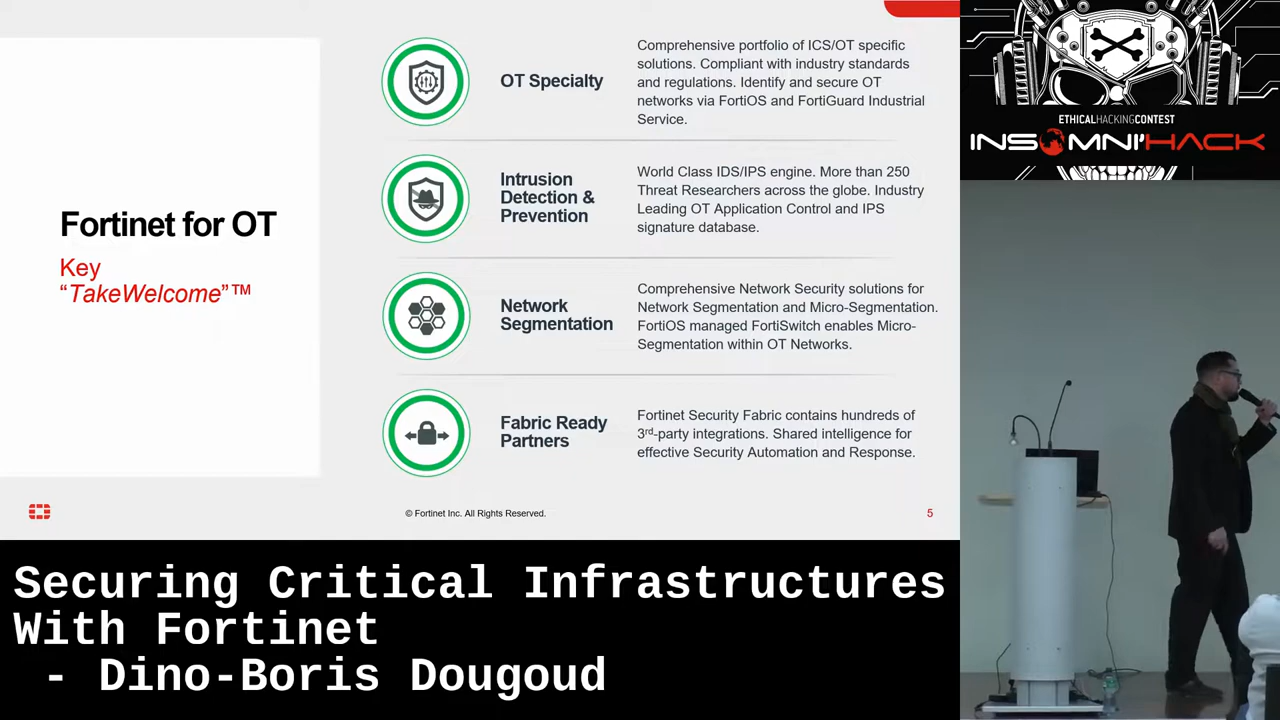 Fortinet for OT
Key
“TakeWelcome”™
OT Specialty
Comprehensive portfolio of ICS/OT specific
solutions. Compliant with industry standards
and regulations. Identify and secure OT
networks via FortiOS and FortiGuard Industrial
Service.
Intrusion
Detection &
Prevention
World Class IDS/IPS engine. More than 250
Threat Researchers across the globe. Industry
Leading OT Application Control and IPS
signature database.
Network
Segmentation
Comprehensive Network Security solutions for
Network Segmentation and Micro-Segmentation.
FortiOS managed FortiSwitch enables Micro-
Segmentation within OT Networks.
Fabric Ready
Partners
Fortinet Security Fabric contains hundreds of
3rd-party integrations. Shared intelligence for
effective Security Automation and Response.
© Fortinet Inc. All Rights Reserved.
5
ETHICALHACKINGCONTEST
INSOMNI'HACK
Securing Critical Infrastructures
With Fortinet
- Dino-Boris Dougoud